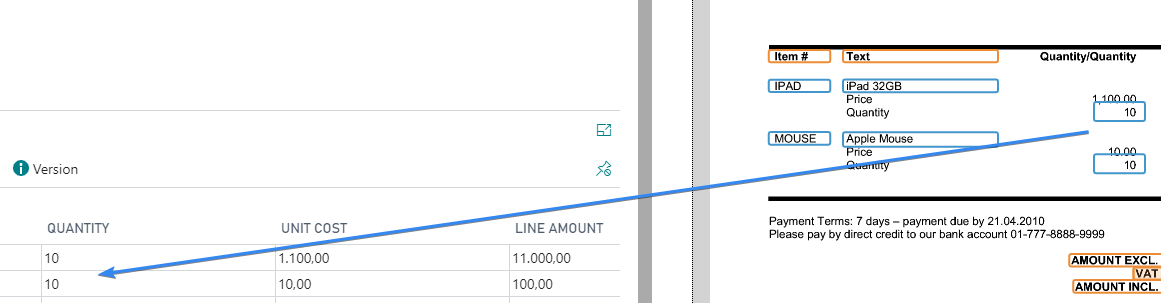 Version
QUANTITY UNIT COST LINE AMOUNT
10 1.100,00 11.000,00
10 10,00 100,00
Item # Text Quantity/Quantity
IPAD iPad 32GB
Price 1,100.00
Quantity 10
MOUSE Apple Mouse
Price 10.00
Quantity 10
Payment Terms: 7 days – payment due by 21.04.2010
Please pay by direct credit to our bank account 01-777-8888-9999
AMOUNT EXCL.
VAT
AMOUNT INCL.